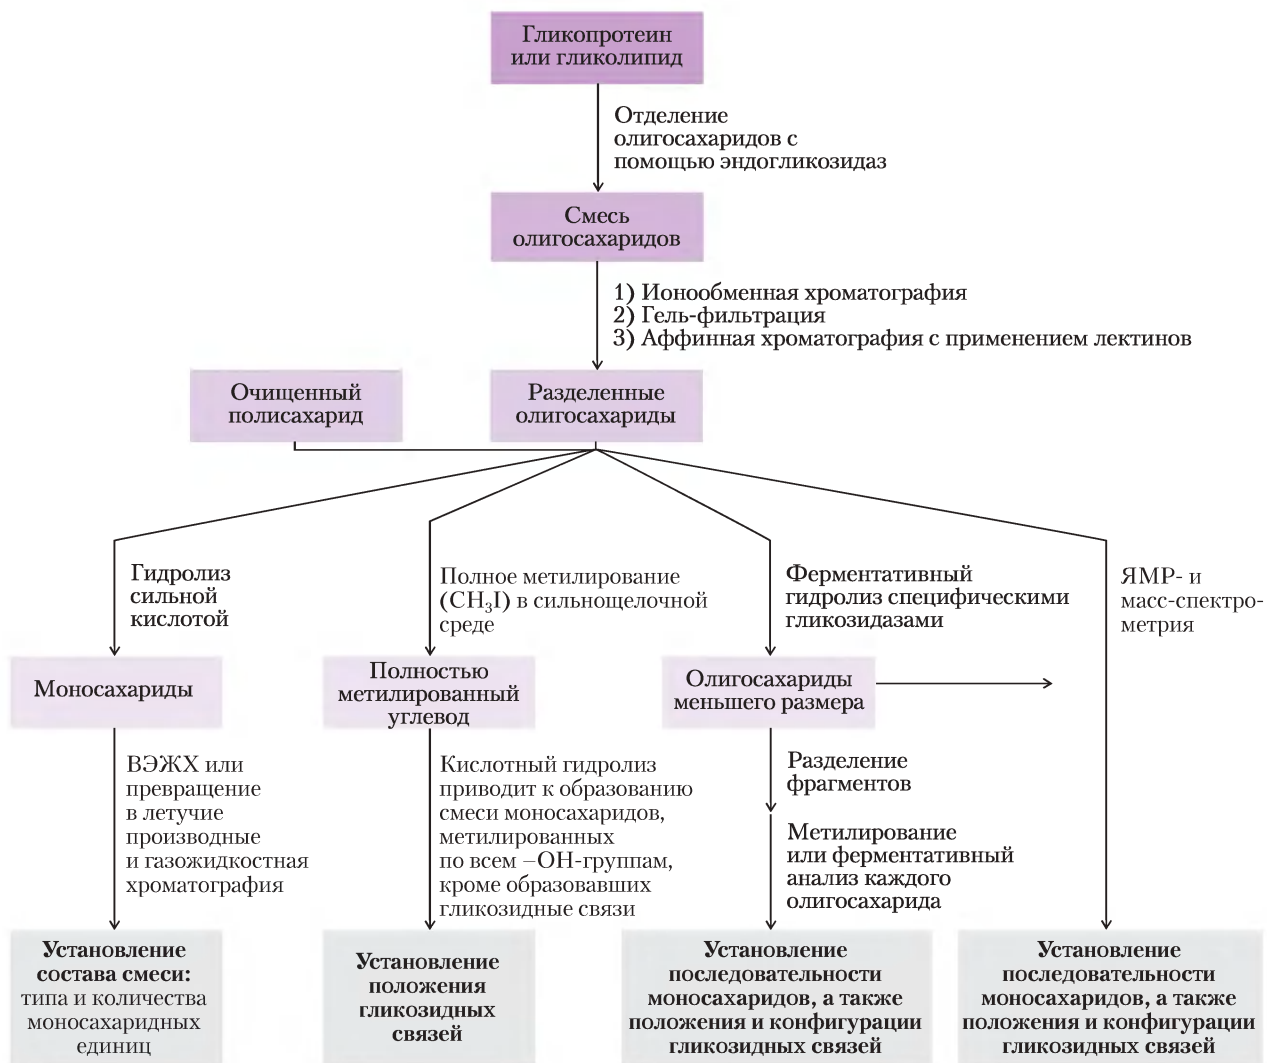 Гликопротеин
или гликолипид
Отделение
олигосахаридов с
помощью эндогликозидаз
Смесь
олигосахаридов
1) Ионообменная хроматография
2) Гель-фильтрация
3) Аффинная хроматография с применением лектинов
Очищенный
полисахарид
Разделенные
олигосахариды
Гидролиз
сильной
кислотой
Полное метилирование
(CH₃I) в сильнощелочной
среде
Ферментативный
гидролиз специфическими
гликозидазами
ЯМР- и
масс-спектро-
метрия
Моносахариды
Полностью
метилированный
углевод
Олигосахариды
меньшего размера
ВЭЖХ или
превращение
в летучие
производные
и газожидкостная
хроматография
Кислотный гидролиз
приводит к образованию
смеси моносахаридов,
метилированных
по всем –ОН-группам,
кроме образовавших
гликозидные связи
Разделение
фрагментов
Метилирование
или ферментативный
анализ каждого
олигосахарида
Установление
состава смеси:
типа и количества
моносахаридных
единиц
Установление
положения
гликозидных
связей
Установление
последовательности
моносахаридов, а также
положения и конфигурации
гликозидных связей
Установление
последовательности
моносахаридов, а также
положения и конфигурации
гликозидных связей